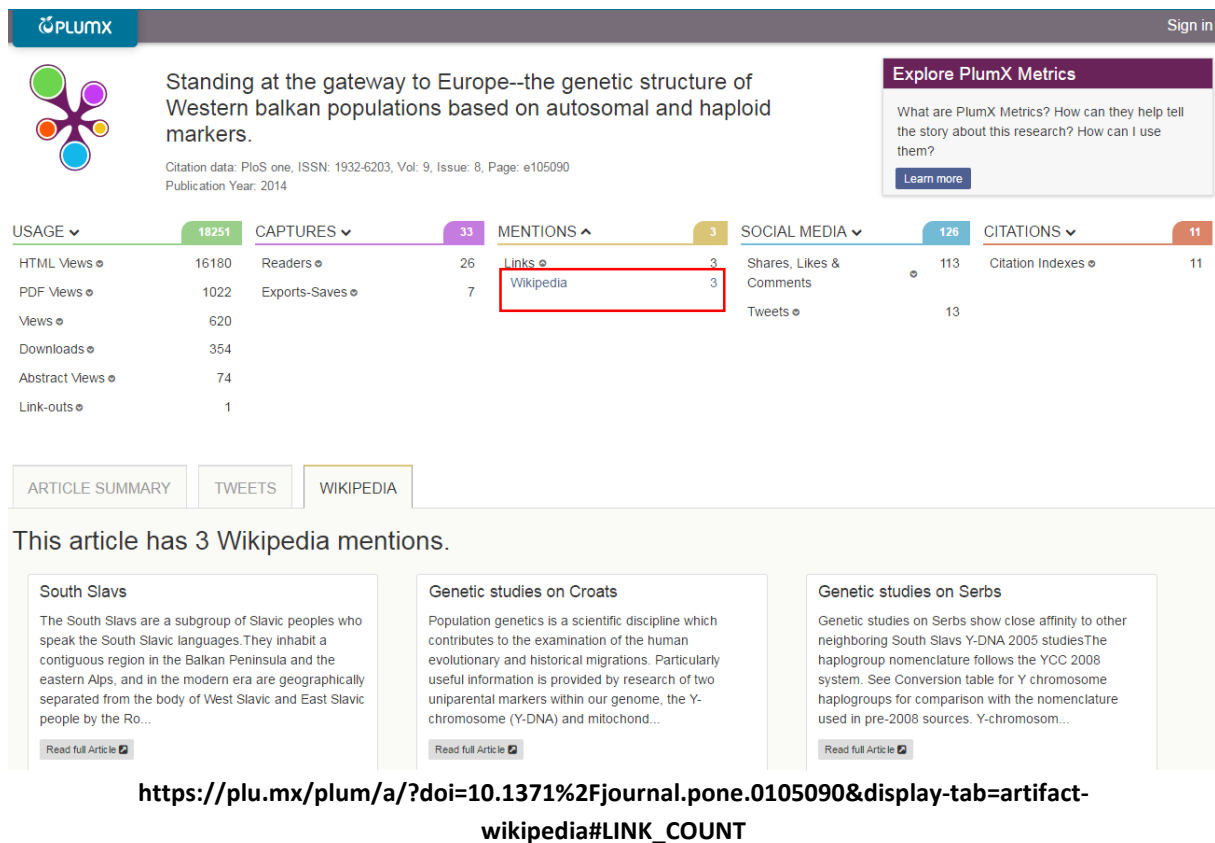 PLUMX
Sign in
Standing at the gateway to Europe--the genetic structure of
Western balkan populations based on autosomal and haploid
markers.
Citation data: PloS one, ISSN: 1932-6203, Vol: 9, Issue: 8, Page: e105090
Publication Year: 2014
Explore PlumX Metrics
What are PlumX Metrics? How can they help tell
the story about this research? How can I use
them?
Learn more
USAGE 18251
HTML Views 16180
PDF Views 1022
Views 620
Downloads 354
Abstract Views 74
Link-outs 1
CAPTURES 33
Readers 26
Exports-Saves 7
MENTIONS 3
Links 3
Wikipedia 3
SOCIAL MEDIA 126
Shares, Likes & 113
Comments
Tweets 13
CITATIONS 11
Citation Indexes 11
ARTICLE SUMMARY TWEETS WIKIPEDIA
This article has 3 Wikipedia mentions.
South Slavs
The South Slavs are a subgroup of Slavic peoples who
speak the South Slavic languages.They inhabit a
contiguous region in the Balkan Peninsula and the
eastern Alps, and in the modern era are geographically
separated from the body of West Slavic and East Slavic
people by the Ro...
Read full Article
Genetic studies on Croats
Population genetics is a scientific discipline which
contributes to the examination of the human
evolutionary and historical migrations. Particularly
useful information is provided by research of two
uniparental markers within our genome, the Y-
chromosome (Y-DNA) and mitochond...
Read full Article
Genetic studies on Serbs
Genetic studies on Serbs show close affinity to other
neighboring South Slavs Y-DNA 2005 studiesThe
haplogroup nomenclature follows the YCC 2008
system. See Conversion table for Y chromosome
haplogroups for comparison with the nomenclature
used in pre-2008 sources. Y-chromosom...
Read full Article
https://plu.mx/plum/a/?doi=10.1371%2Fjournal.pone.0105090&display-tab=artifact-
wikipedia#LINK_COUNT